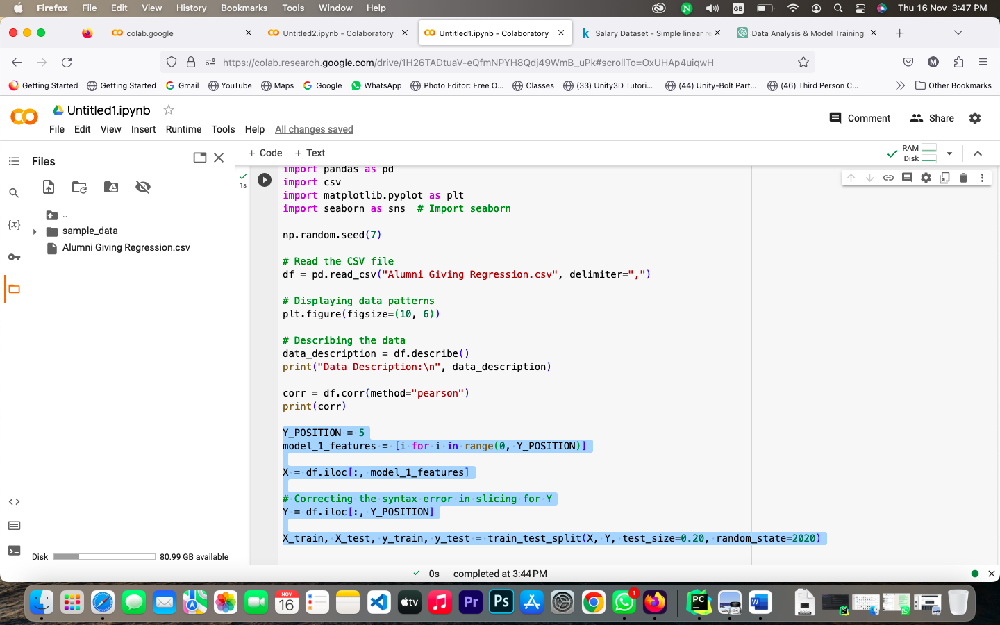 Firefox File Edit View History Bookmarks Tools Window Help GB Thu 16 Nov 3:47 PM
colab.google Untitled2.ipynb - Colaboratory Untitled1.ipynb - Colaboratory Salary Dataset - Simple linear re Data Analysis & Model Training
https://colab.research.google.com/drive/1H26TADtuaV-eQfmNPYH8Qdj49WmB_uPk#scrollTo=OxUHAp4uiqwH M
Getting Started Getting Started Gmail YouTube Maps Google WhatsApp Photo Editor: Free O... Classes (33) Unity3D Tutori... (44) Unity-Bolt Part... (46) Third Person C... Other Bookmarks
Untitled1.ipynb
Comment Share
File Edit View Insert Runtime Tools Help All changes saved
Files
+ Code + Text
RAM
Disk
..
sample_data
Alumni Giving Regression.csv
{x}
1s
import pandas as pd
import csv
import matplotlib.pyplot as plt
import seaborn as sns  # Import seaborn
np.random.seed(7)
# Read the CSV file
df = pd.read_csv("Alumni Giving Regression.csv", delimiter=",")
# Displaying data patterns
plt.figure(figsize=(10, 6))
# Describing the data
data_description = df.describe()
print("Data Description:\n", data_description)
corr = df.corr(method="pearson")
print(corr)
Y_POSITION = 5
model_1_features = [i for i in range(0, Y_POSITION)]
X = df.iloc[:, model_1_features]
# Correcting the syntax error in slicing for Y
Y = df.iloc[:, Y_POSITION]
X_train, X_test, y_train, y_test = train_test_split(X, Y, test_size=0.20, random_state=2020)
Disk 80.99 GB available
0s completed at 3:44 PM
NOV
16
tv
Pr
Ps
1
PC
W